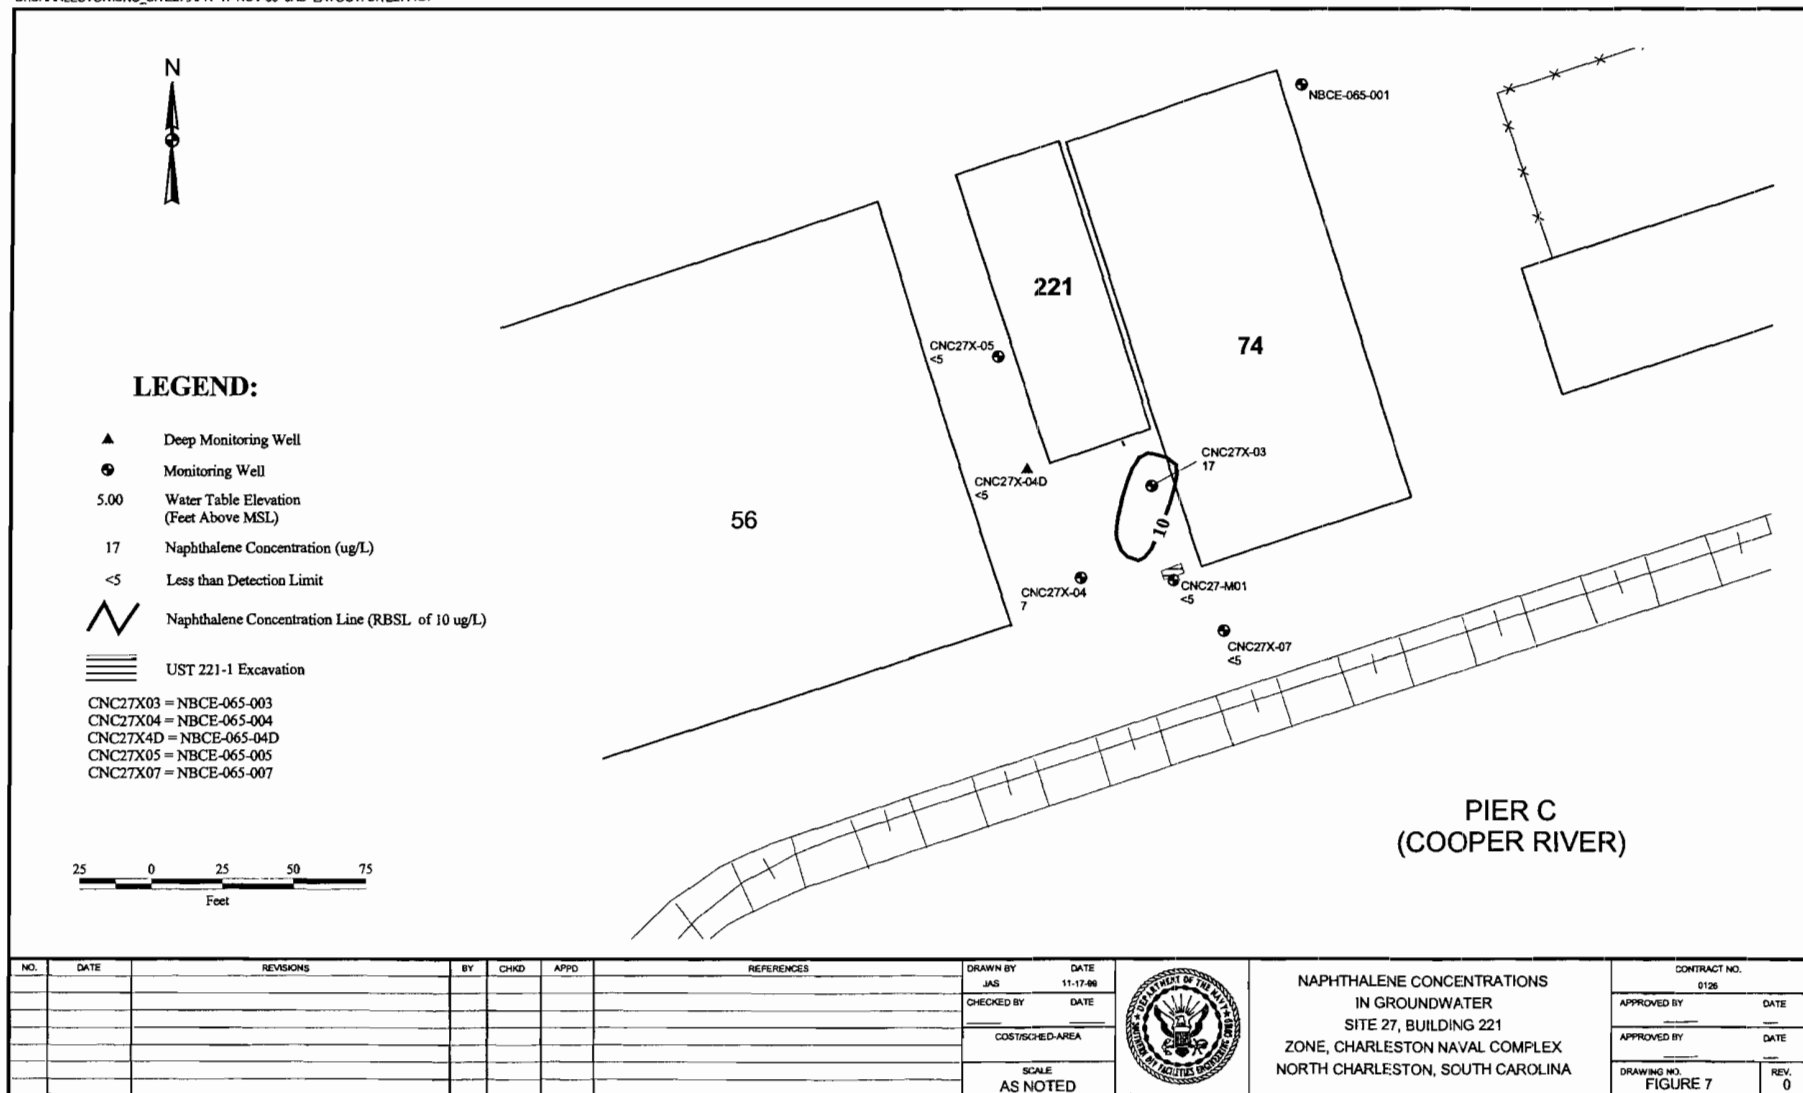 N
NBCE-065-001
221
74
CNC27X-05
<5
LEGEND:
Deep Monitoring Well
Monitoring Well
5.00 Water Table Elevation
(Feet Above MSL)
17 Naphthalene Concentration (ug/L)
<5 Less than Detection Limit
Naphthalene Concentration Line (RBSL of 10 ug/L)
UST 221-1 Excavation
CNC27X03 = NBCE-065-003
CNC27X04 = NBCE-065-004
CNC27X4D = NBCE-065-04D
CNC27X05 = NBCE-065-005
CNC27X07 = NBCE-065-007
CNC27X-03
17
CNC27X-04D
<5
56
10
CNC27X-04
7
CNC27-M01
<5
CNC27X-07
<5
PIER C
(COOPER RIVER)
25 0 25 50 75
Feet
NO. DATE REVISIONS BY CHKD APPD REFERENCES
DRAWN BY DATE
JAS
CHECKED BY DATE
COST/SCHED-AREA
SCALE
AS NOTED
DEPARTMENT OF THE NAVY
NAPHTHALENE CONCENTRATIONS
IN GROUNDWATER
SITE 27, BUILDING 221
ZONE, CHARLESTON NAVAL COMPLEX
NORTH CHARLESTON, SOUTH CAROLINA
CONTRACT NO.
0126
APPROVED BY DATE
APPROVED BY DATE
DRAWING NO.
FIGURE 7
REV.
0